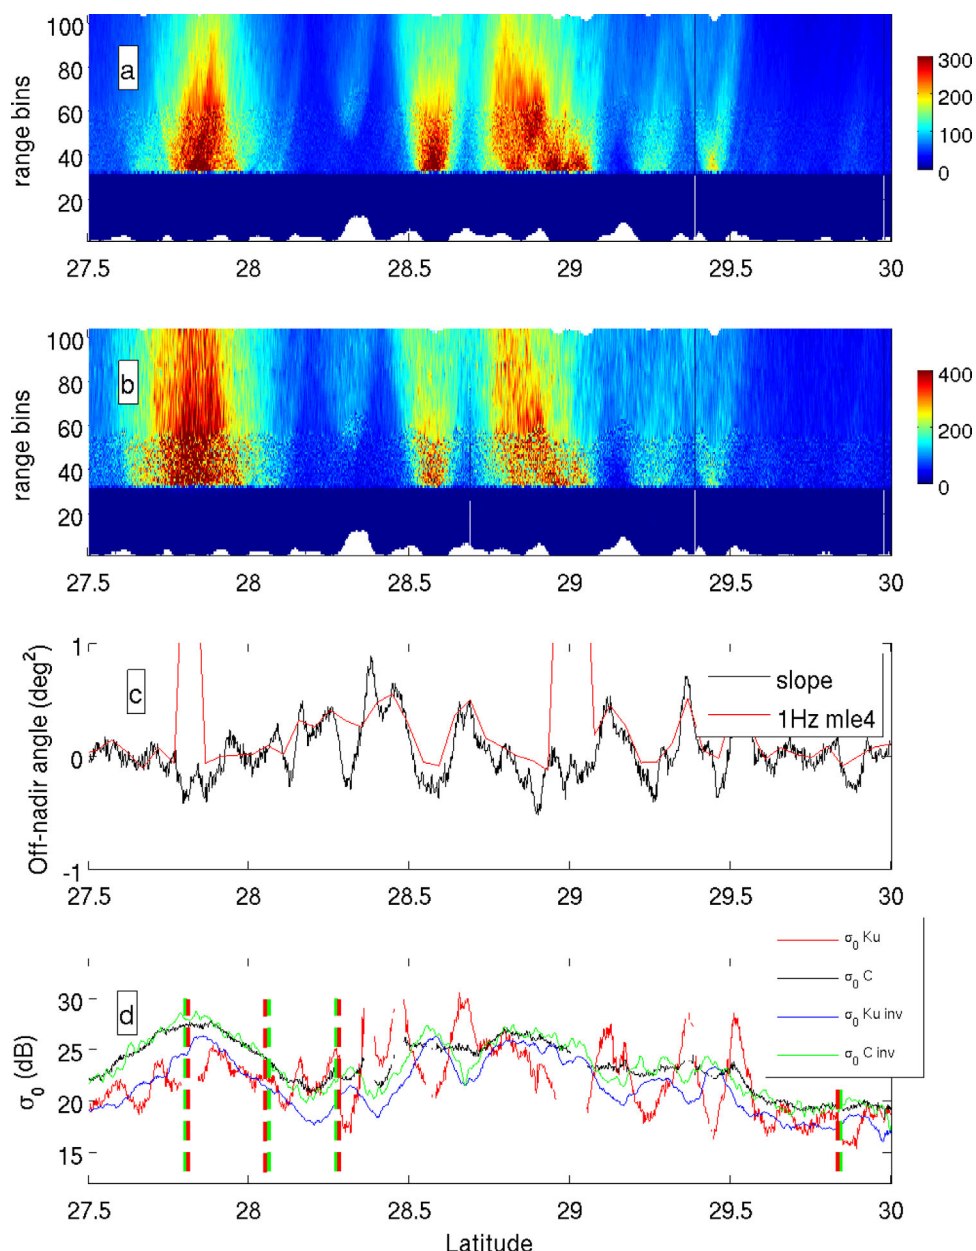 a
range bins
100
80
60
40
20
27.5 28 28.5 29 29.5 30
300
200
100
0
b
range bins
100
80
60
40
20
27.5 28 28.5 29 29.5 30
400
300
200
100
0
c
Off-nadir angle (deg²)
1
0
-1
slope
1Hz mle4
27.5 28 28.5 29 29.5 30
d
σ₀ (dB)
30
25
20
15
σ₀ Ku
σ₀ C
σ₀ Ku inv
σ₀ C inv
27.5 28 28.5 29 29.5 30
Latitude